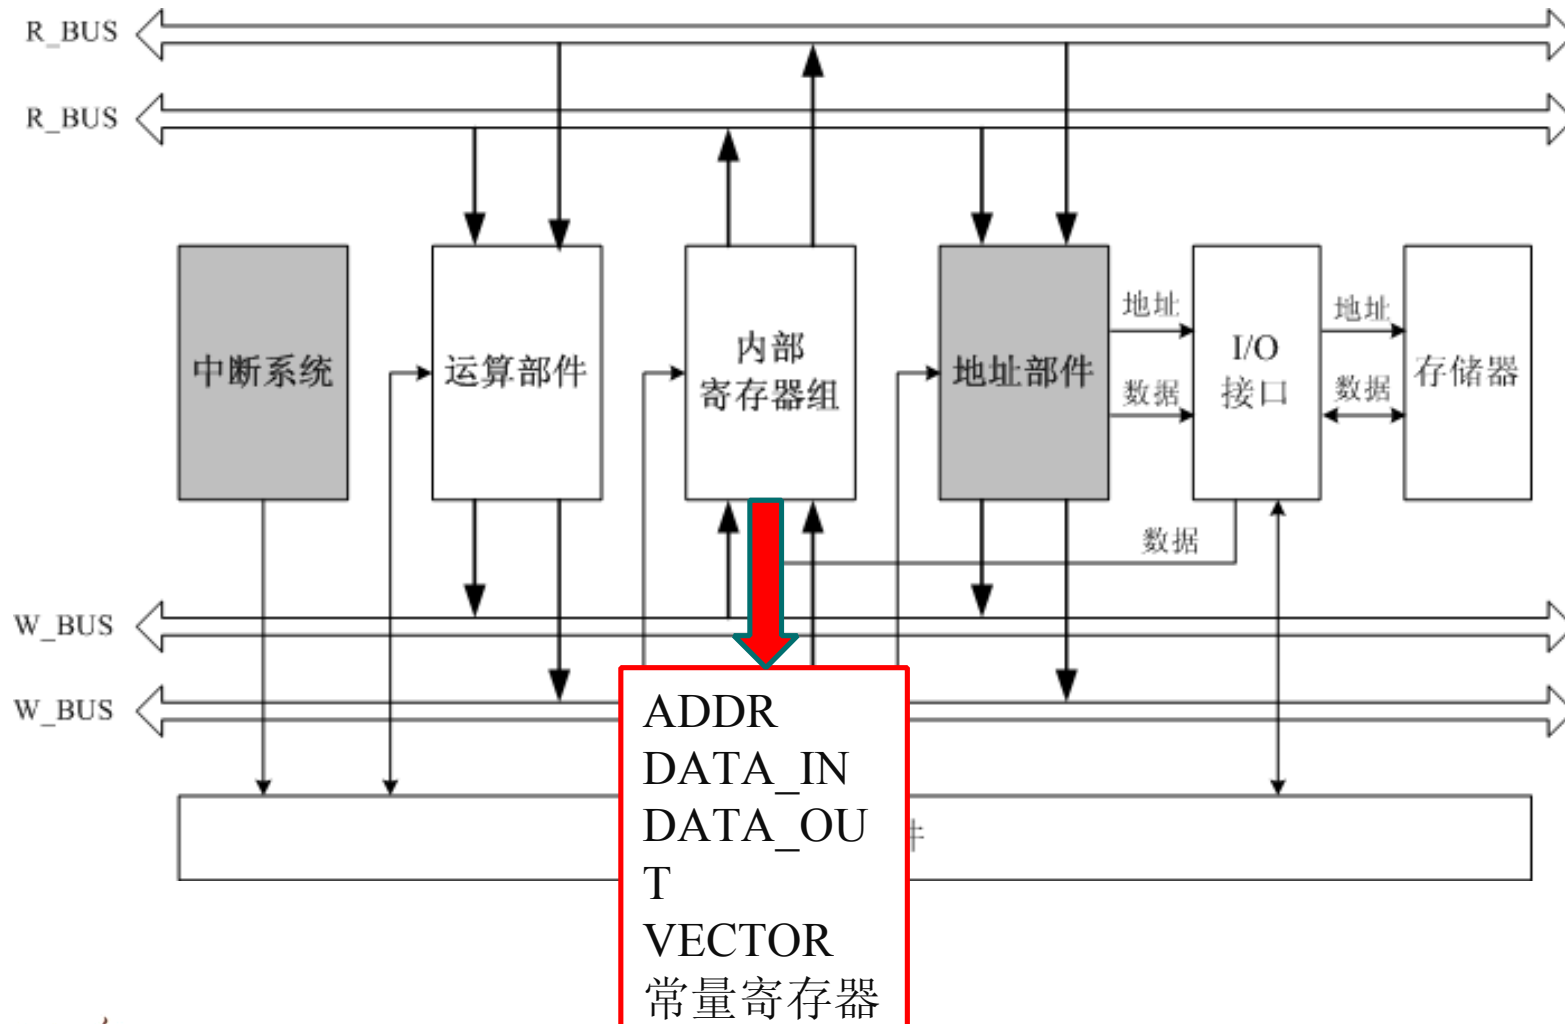 R_BUS
R_BUS
中断系统
运算部件
内部
寄存器组
地址部件
地址
数据
I/O
接口
地址
数据
存储器
数据
W_BUS
W_BUS
ADDR
DATA_IN
DATA_OU
T
VECTOR
常量寄存器
件